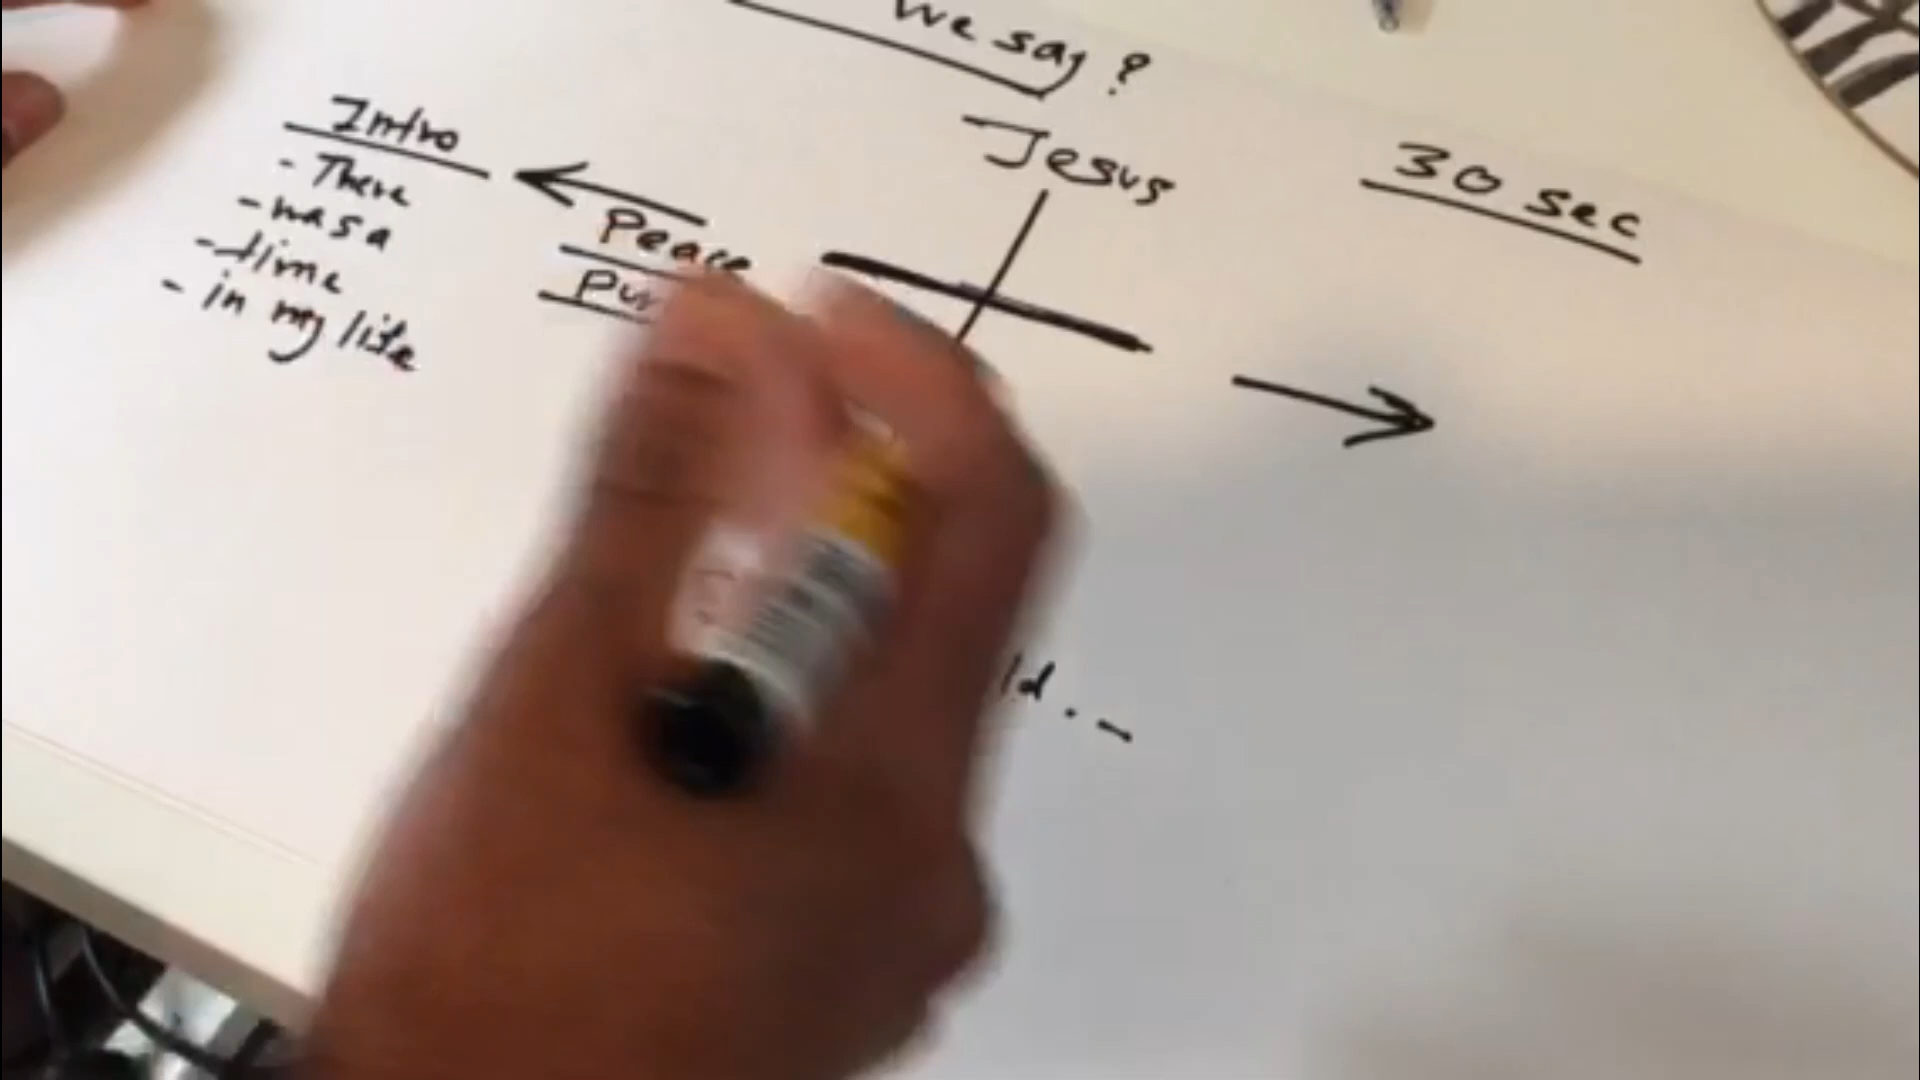 we say?
Jesus
30 sec
Intro
- There
- was a
- time
- in my life
Peace